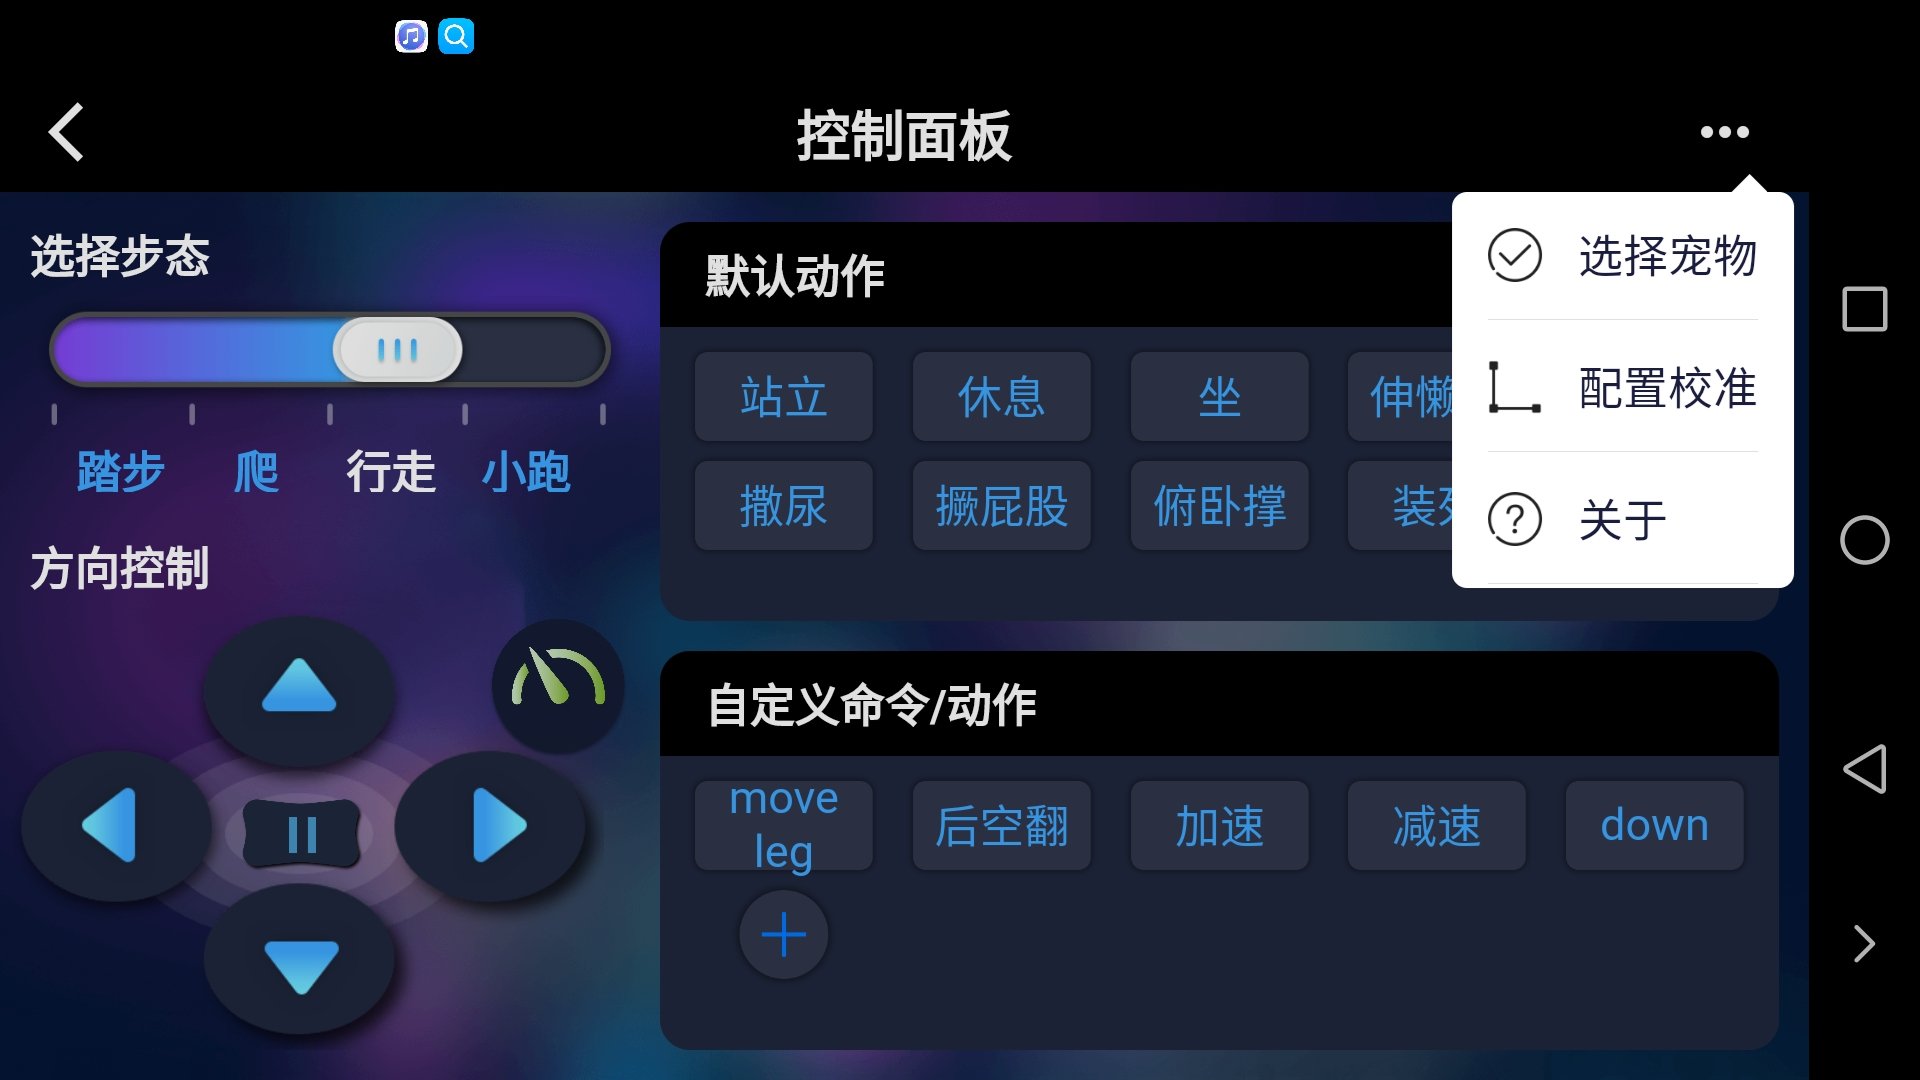 控制面板
选择步态
踏步 爬 行走 小跑
方向控制
默认动作
站立 休息 坐 伸懒
撒尿 撅屁股 俯卧撑 装死
选择宠物
配置校准
关于
自定义命令/动作
move
leg
后空翻 加速 减速 down